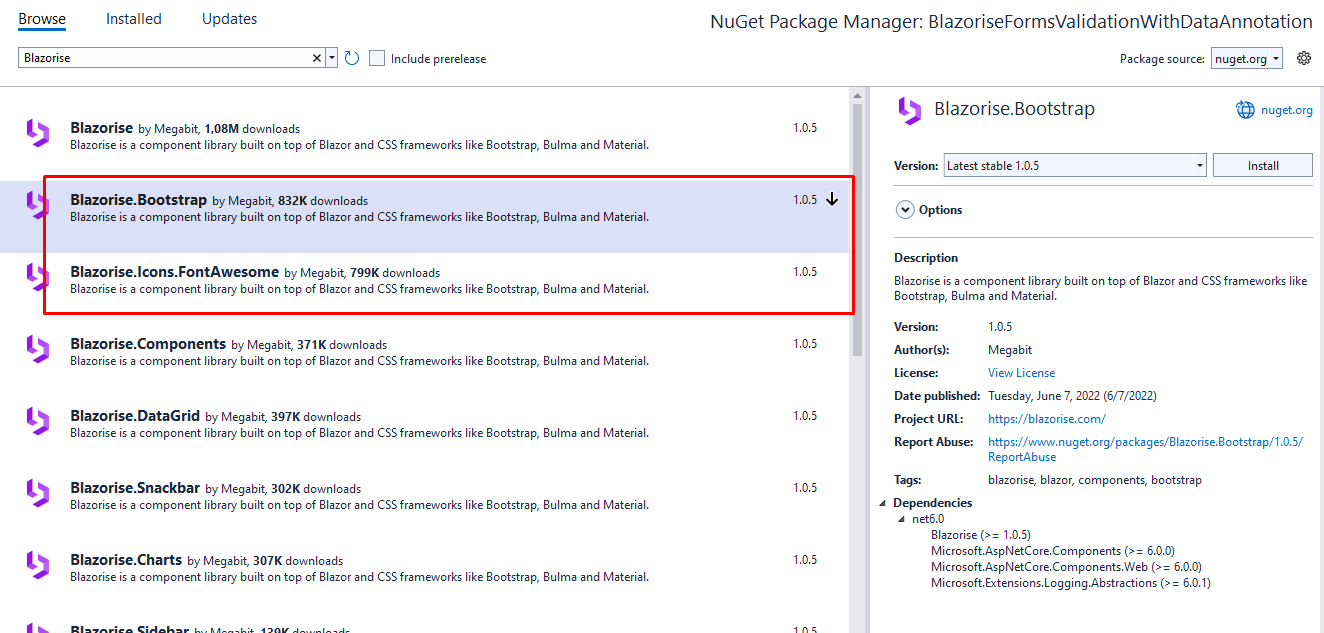 Browse Installed Updates
NuGet Package Manager: BlazoriseFormsValidationWithDataAnnotation
Blazorise
Include prerelease
Package source: nuget.org
Blazorise by Megabit, 1,08M downloads 1.0.5
Blazorise is a component library built on top of Blazor and CSS frameworks like Bootstrap, Bulma and Material.
Blazorise.Bootstrap by Megabit, 832K downloads 1.0.5
Blazorise is a component library built on top of Blazor and CSS frameworks like Bootstrap, Bulma and Material.
Blazorise.Icons.FontAwesome by Megabit, 799K downloads 1.0.5
Blazorise is a component library built on top of Blazor and CSS frameworks like Bootstrap, Bulma and Material.
Blazorise.Components by Megabit, 371K downloads 1.0.5
Blazorise is a component library built on top of Blazor and CSS frameworks like Bootstrap, Bulma and Material.
Blazorise.DataGrid by Megabit, 397K downloads 1.0.5
Blazorise is a component library built on top of Blazor and CSS frameworks like Bootstrap, Bulma and Material.
Blazorise.Snackbar by Megabit, 302K downloads 1.0.5
Blazorise is a component library built on top of Blazor and CSS frameworks like Bootstrap, Bulma and Material.
Blazorise.Charts by Megabit, 307K downloads 1.0.5
Blazorise is a component library built on top of Blazor and CSS frameworks like Bootstrap, Bulma and Material.
Blazorise.Sidebar by Megabit, 139K downloads 1.0.5
Blazorise.Bootstrap
nuget.org
Version: Latest stable 1.0.5 Install
Options
Description
Blazorise is a component library built on top of Blazor and CSS frameworks like
Bootstrap, Bulma and Material.
Version: 1.0.5
Author(s): Megabit
License: View License
Date published: Tuesday, June 7, 2022 (6/7/2022)
Project URL: https://blazorise.com/
Report Abuse: https://www.nuget.org/packages/Blazorise.Bootstrap/1.0.5/
ReportAbuse
Tags: blazorise, blazor, components, bootstrap
Dependencies
net6.0
Blazorise (>= 1.0.5)
Microsoft.AspNetCore.Components (>= 6.0.0)
Microsoft.AspNetCore.Components.Web (>= 6.0.0)
Microsoft.Extensions.Logging.Abstractions (>= 6.0.1)